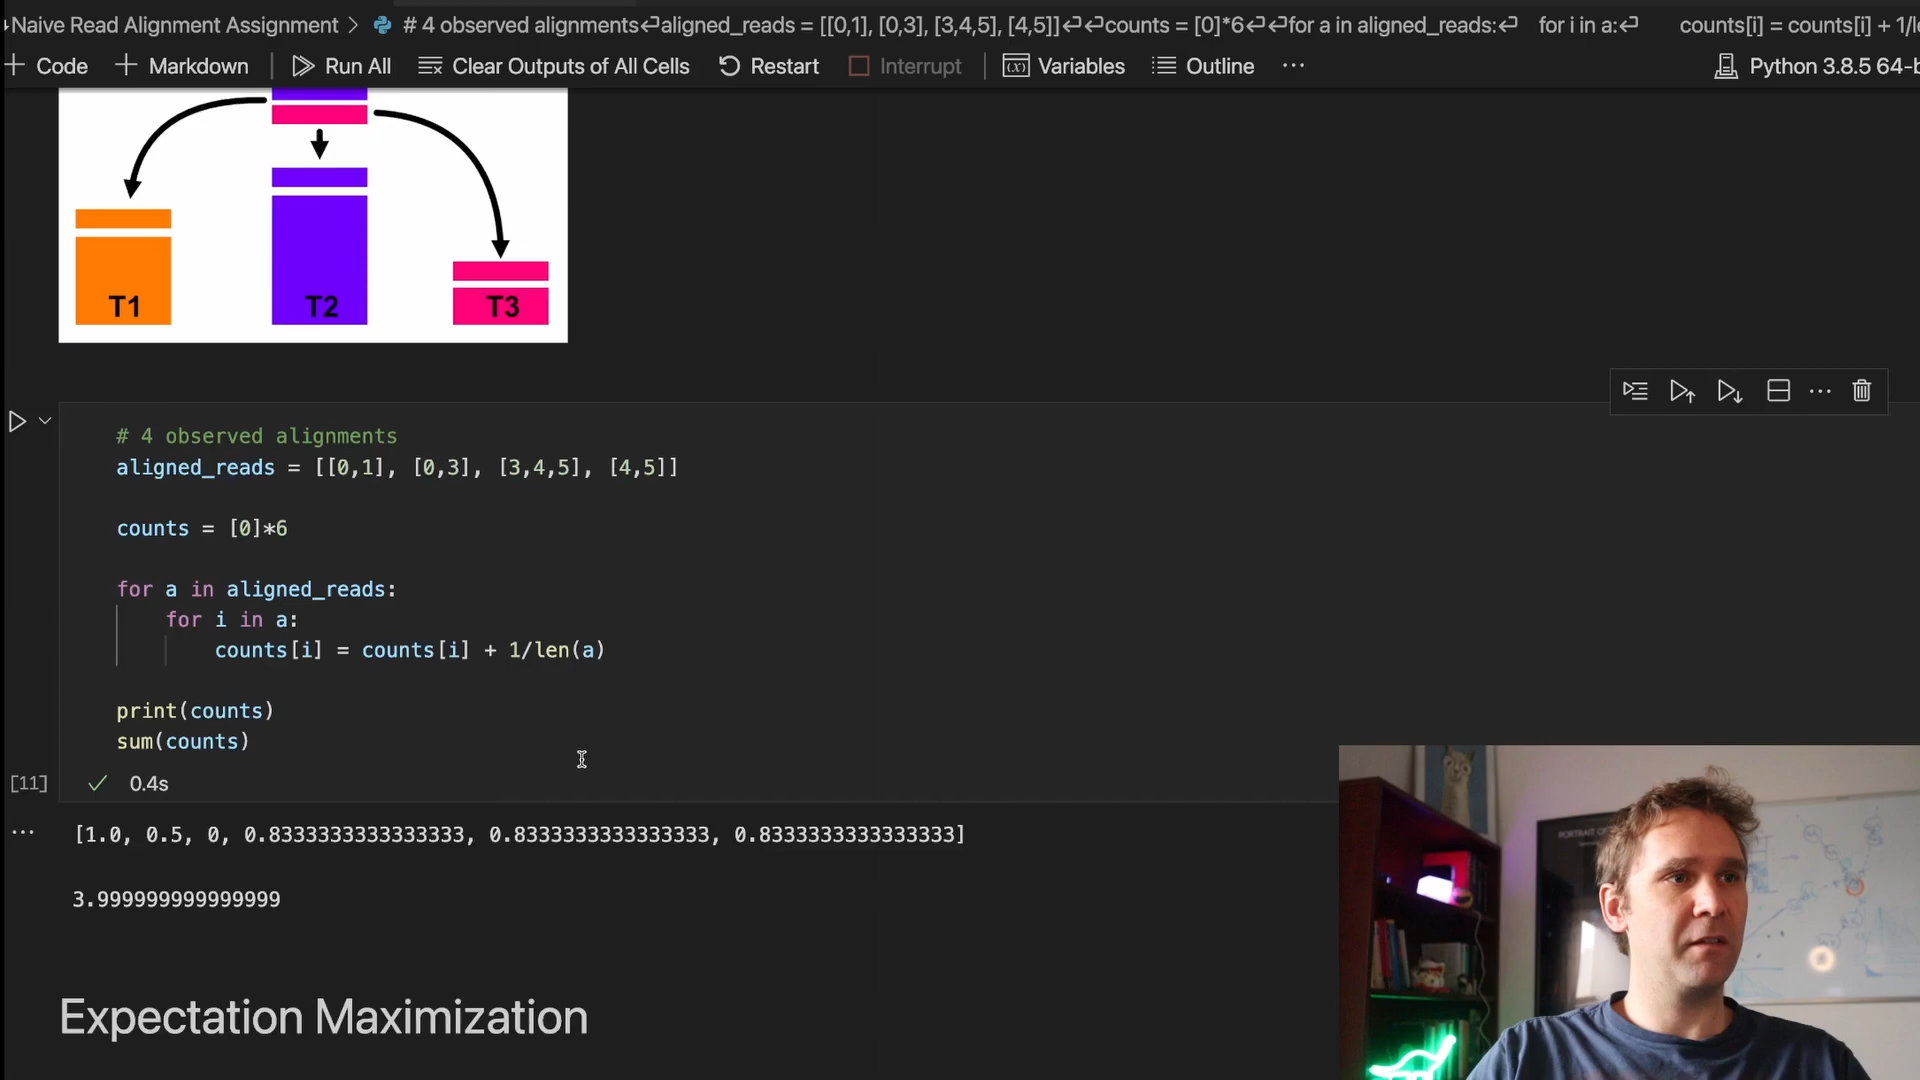 Naive Read Alignment Assignment > # 4 observed alignments↵aligned_reads = [[0,1], [0,3], [3,4,5], [4,5]]↵↵counts = [0]*6↵↵for a in aligned_reads:↵ for i in a:↵ counts[i] = counts[i] + 1/
+ Code + Markdown Run All Clear Outputs of All Cells Restart Interrupt Variables Outline ··· Python 3.8.5 64-b
T1 T2 T3
# 4 observed alignments
aligned_reads = [[0,1], [0,3], [3,4,5], [4,5]]
counts = [0]*6
for a in aligned_reads:
for i in a:
counts[i] = counts[i] + 1/len(a)
print(counts)
sum(counts)
[11] 0.4s
[1.0, 0.5, 0, 0.8333333333333333, 0.8333333333333333, 0.8333333333333333]
3.999999999999999
Expectation Maximization